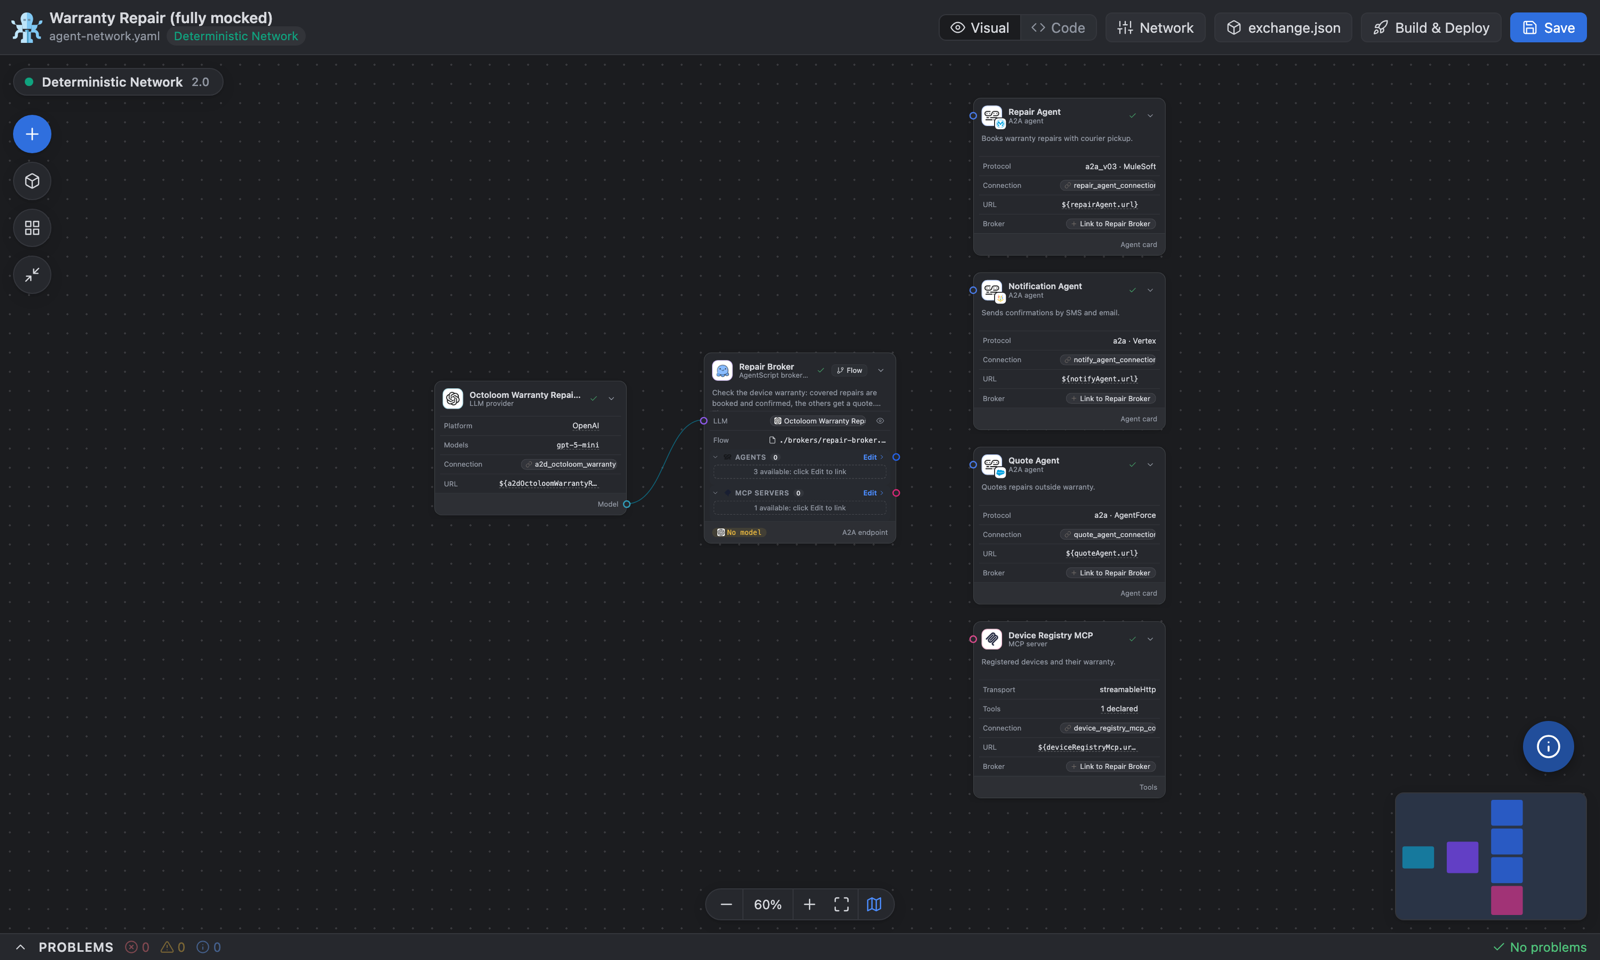 Warranty Repair (fully mocked)
agent-network.yaml Deterministic Network
Visual
Code
Network
exchange.json
Build & Deploy
Save
Deterministic Network 2.0
Repair Agent
A2A agent
Books warranty repairs with courier pickup.
Protocol a2a_v03 · MuleSoft
Connection repair_agent_connection
URL ${repairAgent.url}
Broker + Link to Repair Broker
Agent card
Notification Agent
A2A agent
Sends confirmations by SMS and email.
Protocol a2a · Vertex
Connection notify_agent_connection
URL ${notifyAgent.url}
Broker + Link to Repair Broker
Agent card
Octoloom Warranty Repai...
LLM provider
Platform OpenAI
Models gpt-5-mini
Connection a2d_octoloom_warranty
URL ${a2dOctoloomWarrantyR…
Model
Repair Broker
AgentScript broker...
Flow
Check the device warranty: covered repairs are
booked and confirmed, the others get a quote....
LLM Octoloom Warranty Rep
Flow ./brokers/repair-broker.…
AGENTS 0 Edit
3 available: click Edit to link
MCP SERVERS 0 Edit
1 available: click Edit to link
No model A2A endpoint
Quote Agent
A2A agent
Quotes repairs outside warranty.
Protocol a2a · AgentForce
Connection quote_agent_connection
URL ${quoteAgent.url}
Broker + Link to Repair Broker
Agent card
Device Registry MCP
MCP server
Registered devices and their warranty.
Transport streamableHttp
Tools 1 declared
Connection device_registry_mcp_co
URL ${deviceRegistryMcp.ur…
Broker + Link to Repair Broker
Tools
60%
PROBLEMS 0 0 0
No problems